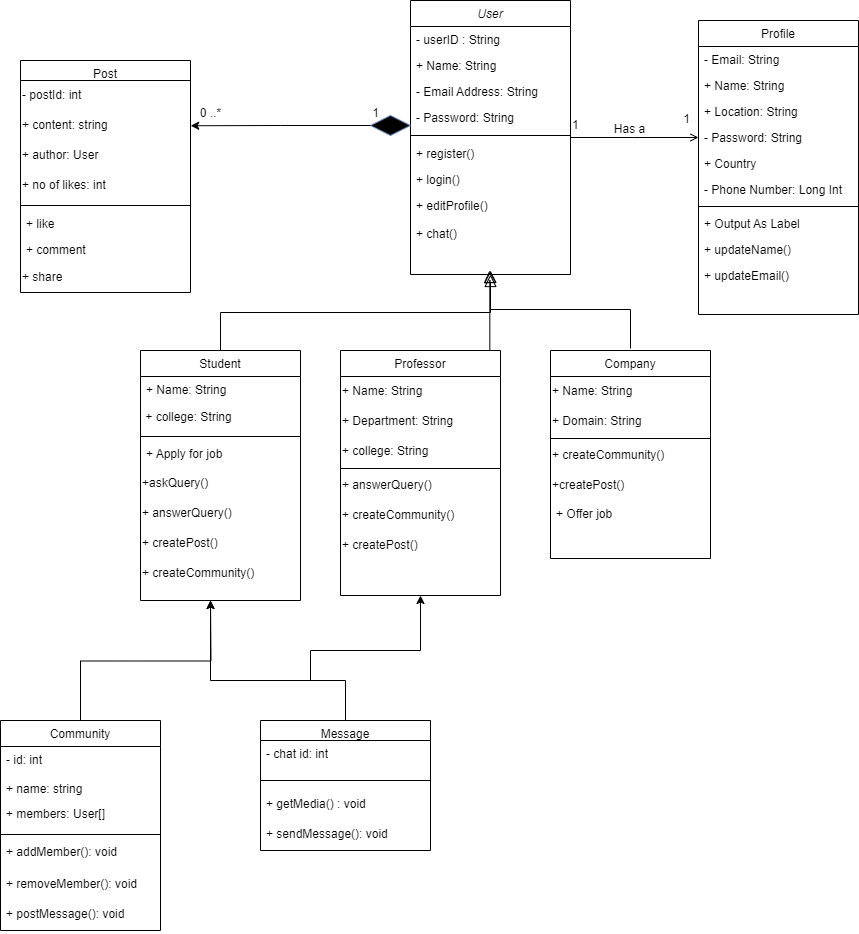 User
- userID : String
+ Name: String
- Email Address: String
- Password: String
+ register()
+ login()
+ editProfile()
+ chat()
Profile
- Email: String
+ Name: String
+ Location: String
- Password: String
+ Country
- Phone Number: Long Int
+ Output As Label
+ updateName()
+ updateEmail()
Post
- postId: int
+ content: string
+ author: User
+ no of likes: int
+ like
+ comment
+ share
0 ..*
1
1
Has a
1
Student
+ Name: String
+ college: String
+ Apply for job
+askQuery()
+ answerQuery()
+ createPost()
+ createCommunity()
Professor
+ Name: String
+ Department: String
+ college: String
+ answerQuery()
+ createCommunity()
+ createPost()
Company
+ Name: String
+ Domain: String
+ createCommunity()
+createPost()
+ Offer job
Community
- id: int
+ name: string
+ members: User[]
+ addMember(): void
+ removeMember(): void
+ postMessage(): void
Message
- chat id: int
+ getMedia() : void
+ sendMessage(): void